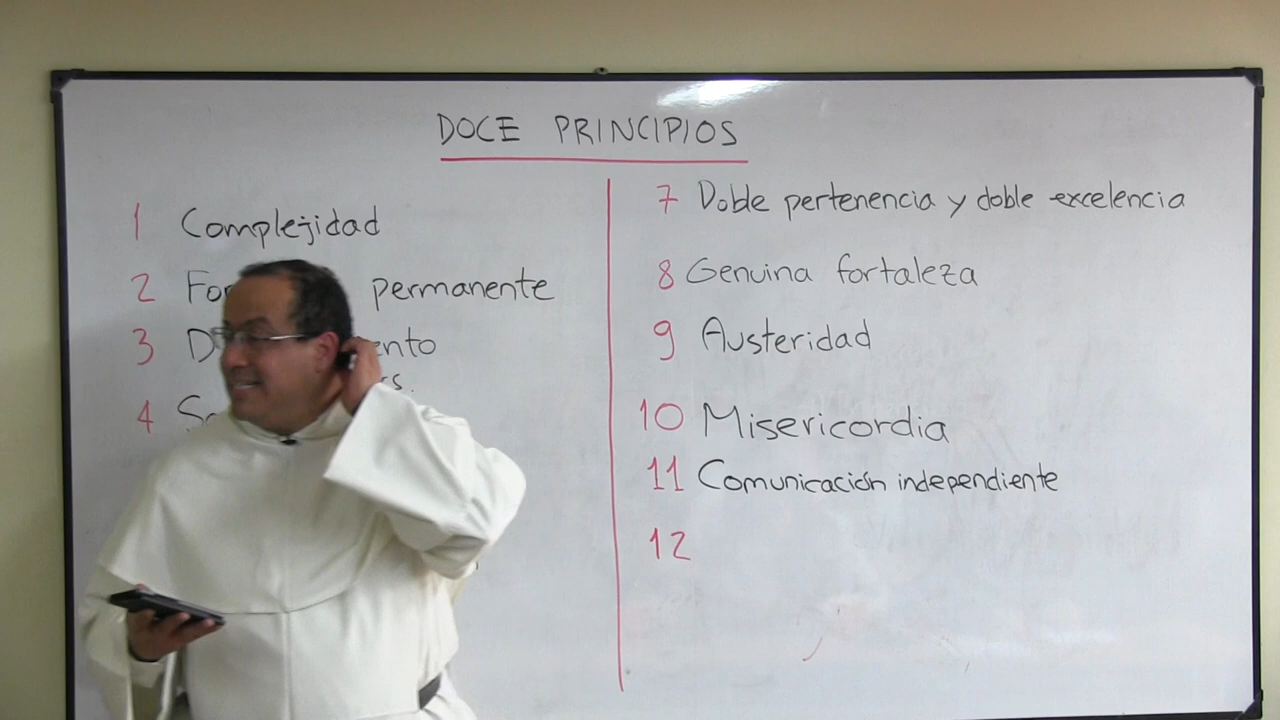 DOCE PRINCIPIOS
1 Complejidad
2 permanente
3
4
7 Doble pertenencia y doble excelencia
8 Genuina fortaleza
9 Austeridad
10 Misericordia
11 Comunicación independiente
12